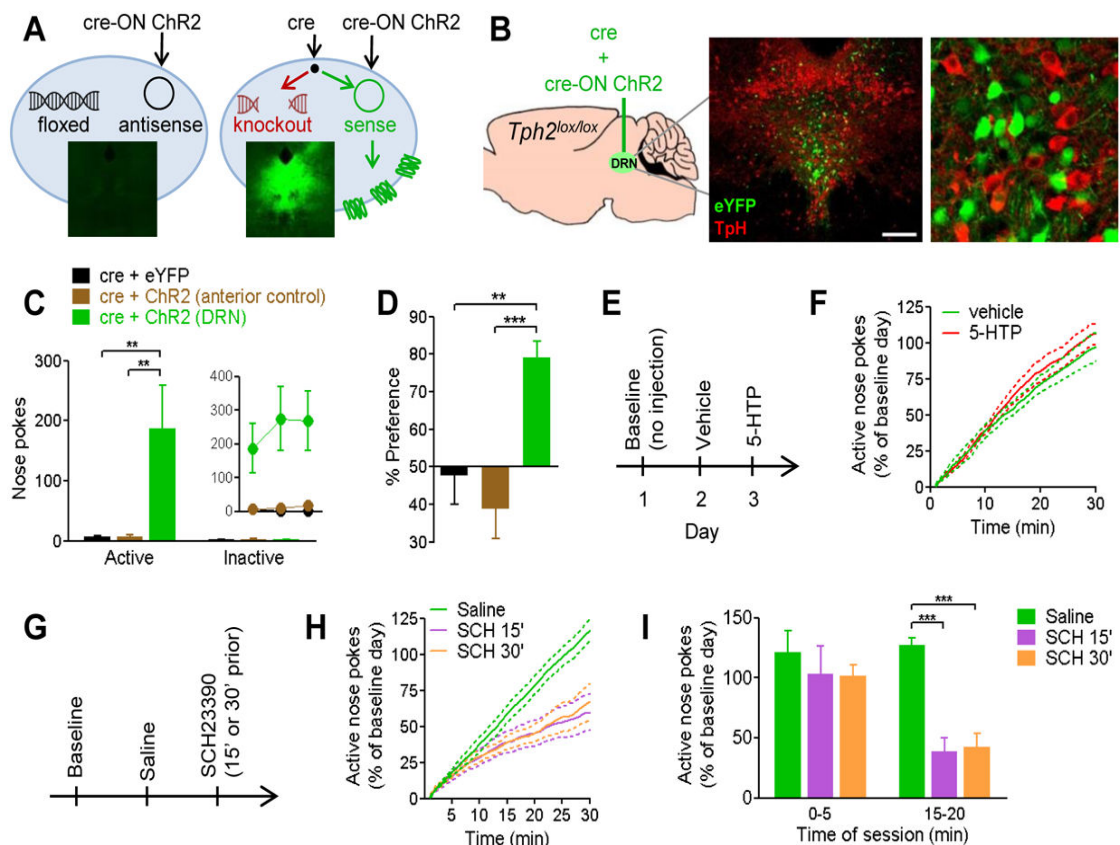 A
cre-ON ChR2
cre
cre-ON ChR2
floxed
antisense
knockout
sense
B
cre
+
cre-ON ChR2
Tph2lox/lox
DRN
eYFP
TpH
C
cre + eYFP
cre + ChR2 (anterior control)
cre + ChR2 (DRN)
**
**
Nose pokes
300
200
100
0
400
300
200
100
0
Active
Inactive
D
**
***
% Preference
90
80
70
60
50
40
30
E
Baseline
(no injection)
Vehicle
5-HTP
1
2
3
Day
F
vehicle
5-HTP
Active nose pokes
(% of baseline day)
125
100
75
50
25
0
0
10
20
30
Time (min)
G
Baseline
Saline
SCH23390
(15' or 30' prior)
H
Saline
SCH 15'
SCH 30'
Active nose pokes
(% of baseline day)
125
100
75
50
25
0
5
10
15
20
25
30
Time (min)
I
***
***
Saline
SCH 15'
SCH 30'
Active nose pokes
(% of baseline day)
150
100
50
0
0-5
15-20
Time of session (min)